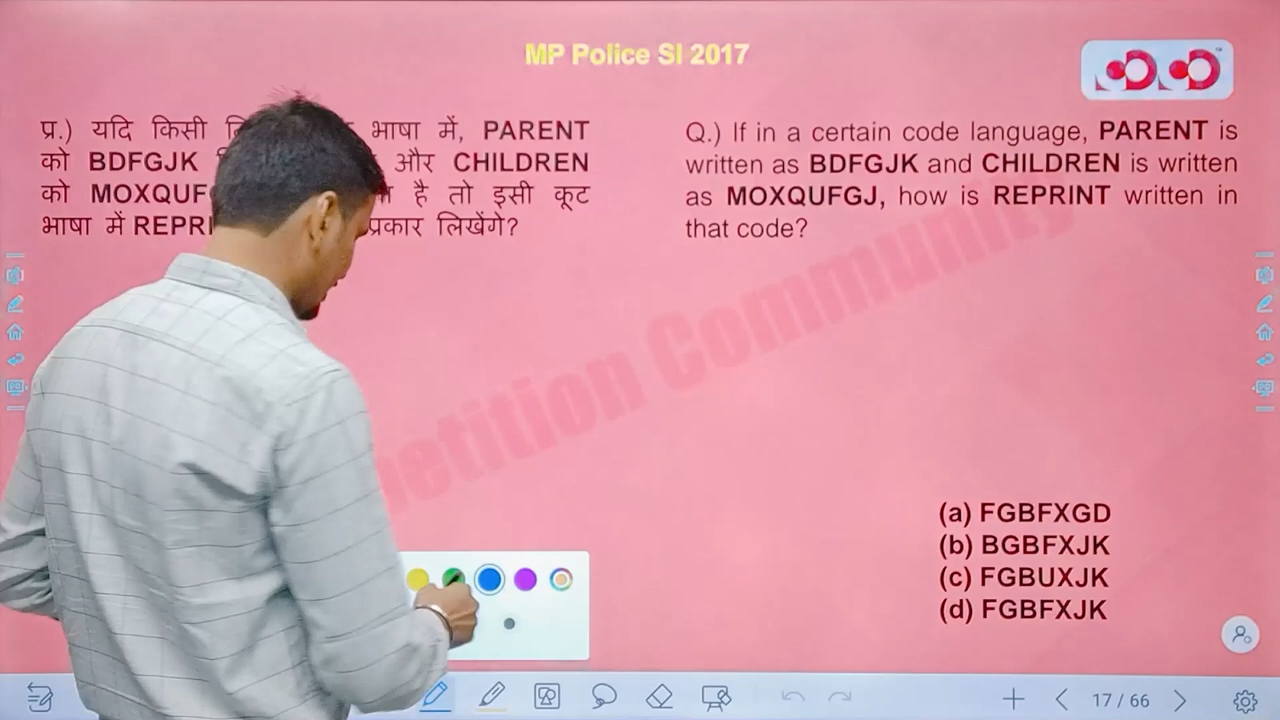 MP Police SI 2017
प्र.) यदि किसी भाषा में, PARENT
को BDFGJK और CHILDREN
को MOXQUF है तो इसी कूट
भाषा में REPRI प्रकार लिखेंगे?
Q.) If in a certain code language, PARENT is
written as BDFGJK and CHILDREN is written
as MOXQUFGJ, how is REPRINT written in
that code?
etition Community
(a) FGBFXGD
(b) BGBFXJK
(c) FGBUXJK
(d) FGBFXJK
17 / 66